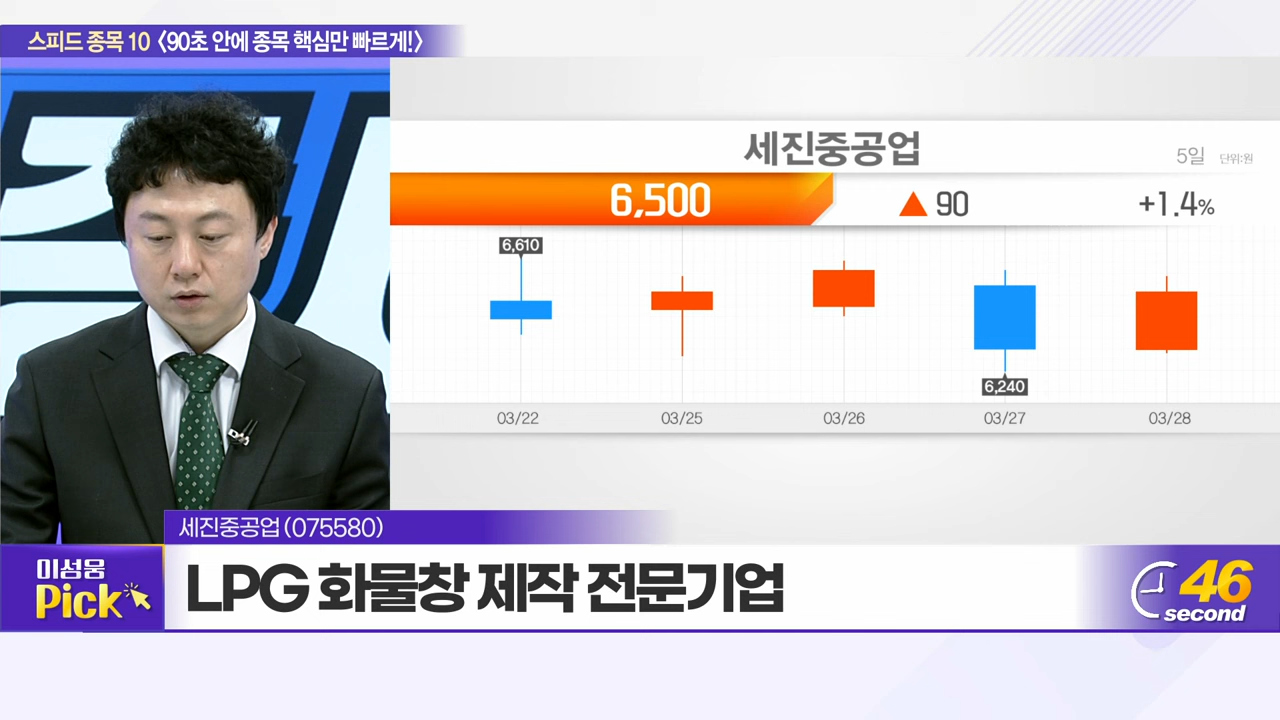 스피드 종목 10 〈90초 안에 종목 핵심만 빠르게!〉
세진중공업
5일 단위:원
6,500 ▲ 90 +1.4%
6,610
6,240
03/22 03/25 03/26 03/27 03/28
세진중공업(075580)
이성웅
Pick
LPG 화물창 제작 전문기업
46
second